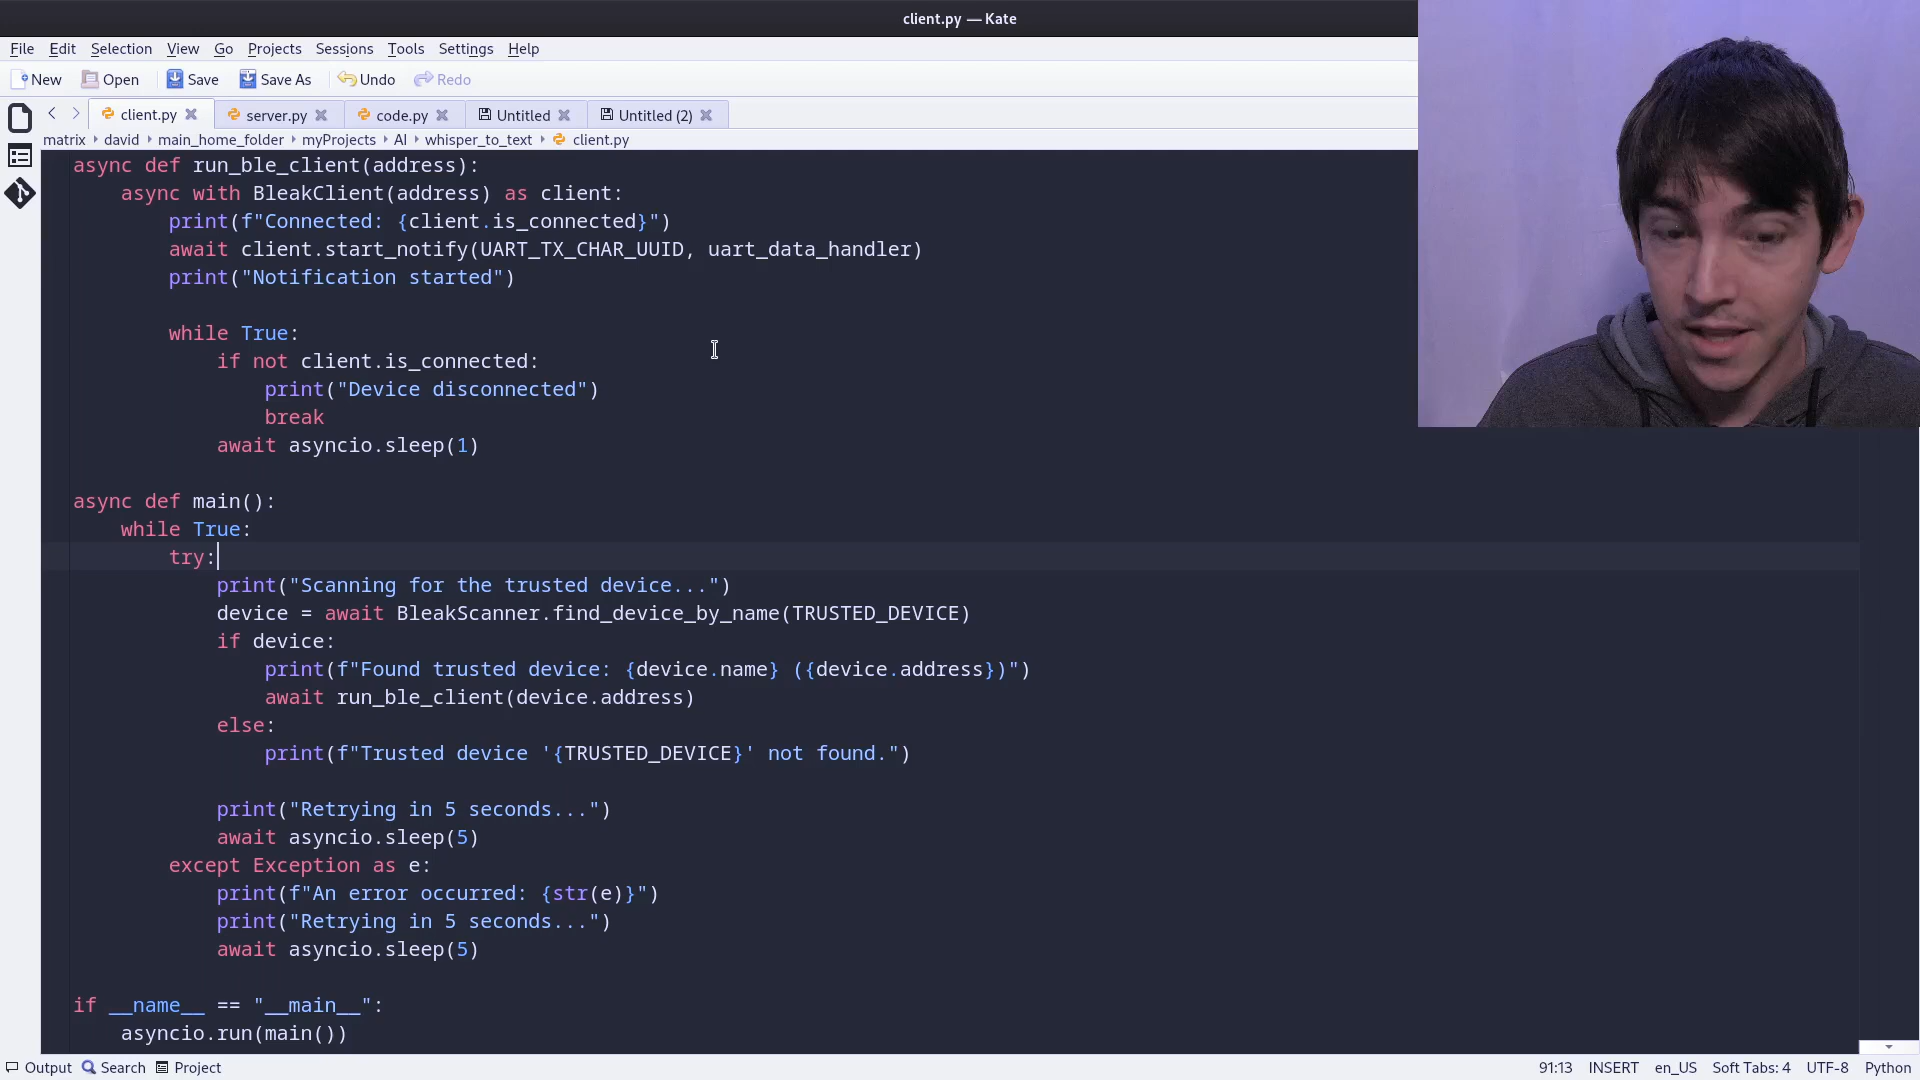 client.py — Kate
File Edit Selection View Go Projects Sessions Tools Settings Help
New Open Save Save As Undo Redo
client.py server.py code.py Untitled Untitled (2)
matrix david main_home_folder myProjects AI whisper_to_text client.py
async def run_ble_client(address):
    async with BleakClient(address) as client:
        print(f"Connected: {client.is_connected}")
        await client.start_notify(UART_TX_CHAR_UUID, uart_data_handler)
        print("Notification started")
        while True:
            if not client.is_connected:
                print("Device disconnected")
                break
            await asyncio.sleep(1)
async def main():
    while True:
        try:
            print("Scanning for the trusted device...")
            device = await BleakScanner.find_device_by_name(TRUSTED_DEVICE)
            if device:
                print(f"Found trusted device: {device.name} ({device.address})")
                await run_ble_client(device.address)
            else:
                print(f"Trusted device '{TRUSTED_DEVICE}' not found.")
            print("Retrying in 5 seconds...")
            await asyncio.sleep(5)
        except Exception as e:
            print(f"An error occurred: {str(e)}")
            print("Retrying in 5 seconds...")
            await asyncio.sleep(5)
if __name__ == "__main__":
    asyncio.run(main())
Output Search Project 91:13 INSERT en_US Soft Tabs: 4 UTF-8 Python